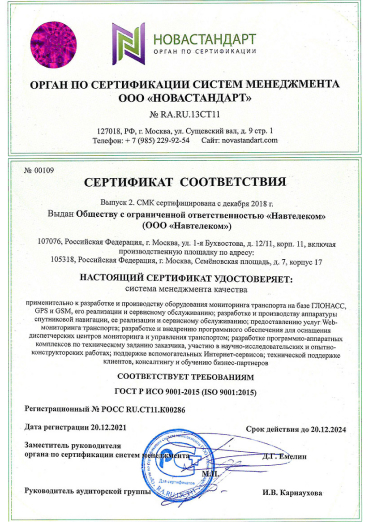 НОВАСТАНДАРТ
ОРГАН ПО СЕРТИФИКАЦИИ
ОРГАН ПО СЕРТИФИКАЦИИ СИСТЕМ МЕНЕДЖМЕНТА
ООО «НОВАСТАНДАРТ»
№ RA.RU.13СТ11
127018, РФ, г. Москва, ул. Сущевский вал, д. 9 стр. 1
Телефон: + 7 (985) 229-92-54 Сайт: novastandart.com
№ 00109
СЕРТИФИКАТ СООТВЕТСТВИЯ
Выпуск 2. СМК сертифицирована с декабря 2018 г.
Выдан Обществу с ограниченной ответственностью «Навтелеком»
(ООО «Навтелеком»)
107076, Российская Федерация, г. Москва, ул. 1-я Бухвостова, д. 12/11, корп. 11, включая
производственную площадку по адресу:
105318, Российская Федерация, г. Москва, Семёновская площадь, д. 7, корпус 17
НАСТОЯЩИЙ СЕРТИФИКАТ УДОСТОВЕРЯЕТ:
система менеджмента качества
применительно к разработке и производству оборудования мониторинга транспорта на базе ГЛОНАСС,
GPS и GSM, его реализации и сервисному обслуживанию; разработке и производству аппаратуры
спутниковой навигации, ее реализации и сервисному обслуживанию; предоставлению услуг Web-
мониторинга транспорта; разработке и внедрению программного обеспечения для оснащения
диспетчерских центров мониторинга и управления транспортом; разработке программно-аппаратных
комплексов по техническому заданию заказчика, участию в научно-исследовательских и опытно-
конструкторских работах; поддержке вспомогательных Интернет-сервисов; технической поддержке
клиентов, консалтингу и обучению бизнес-партнеров
СООТВЕТСТВУЕТ ТРЕБОВАНИЯМ
ГОСТ Р ИСО 9001-2015 (ISO 9001:2015)
Регистрационный № РОСС RU.СТ11.К00286
Дата регистрации 20.12.2021 Срок действия до 20.12.2024
Заместитель руководителя
органа по сертификации систем менеджмента Д.Г. Емелин
М.П.
Для сертификатов
Руководитель аудиторской группы И.В. Карнаухова